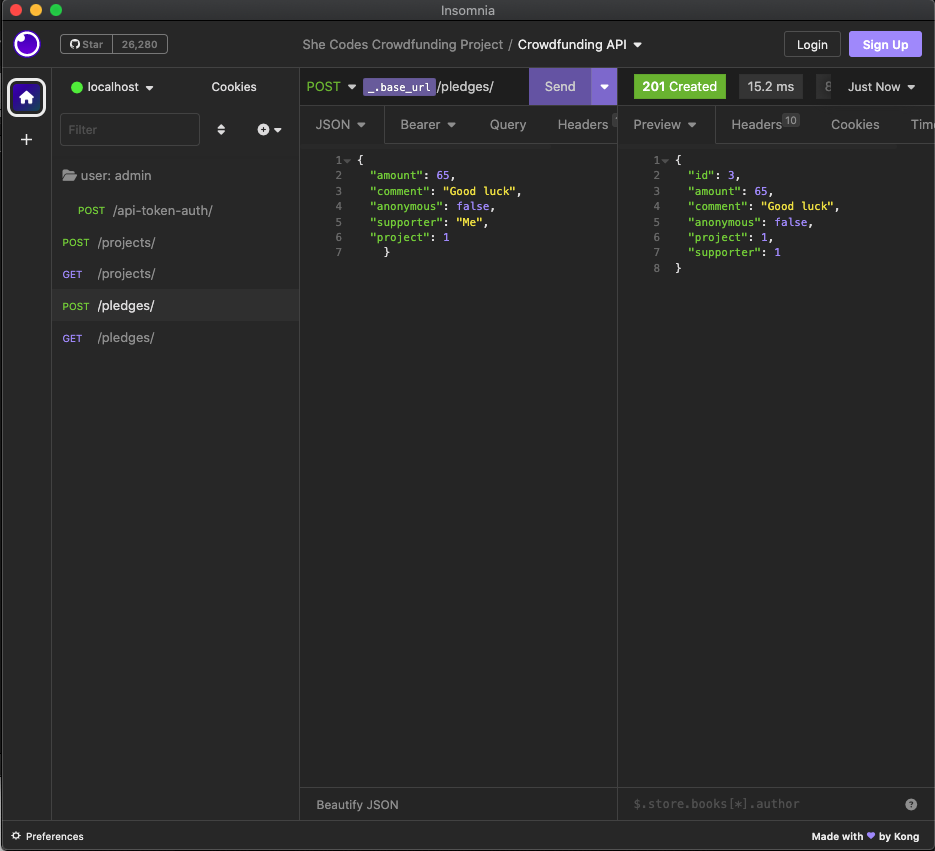 Insomnia
Star 26,280
She Codes Crowdfunding Project / Crowdfunding API
Login
Sign Up
localhost
Cookies
Filter
user: admin
POST /api-token-auth/
POST /projects/
GET /projects/
POST /pledges/
GET /pledges/
POST _.base_url /pledges/
Send
JSON Bearer Query Headers
1 {
2 "amount": 65,
3 "comment": "Good luck",
4 "anonymous": false,
5 "supporter": "Me",
6 "project": 1
7 }
Beautify JSON
201 Created 15.2 ms 8 Just Now
Preview Headers 10 Cookies Tim
1 {
2 "id": 3,
3 "amount": 65,
4 "comment": "Good luck",
5 "anonymous": false,
6 "project": 1,
7 "supporter": 1
8 }
$.store.books[*].author
Preferences
Made with ❤ by Kong